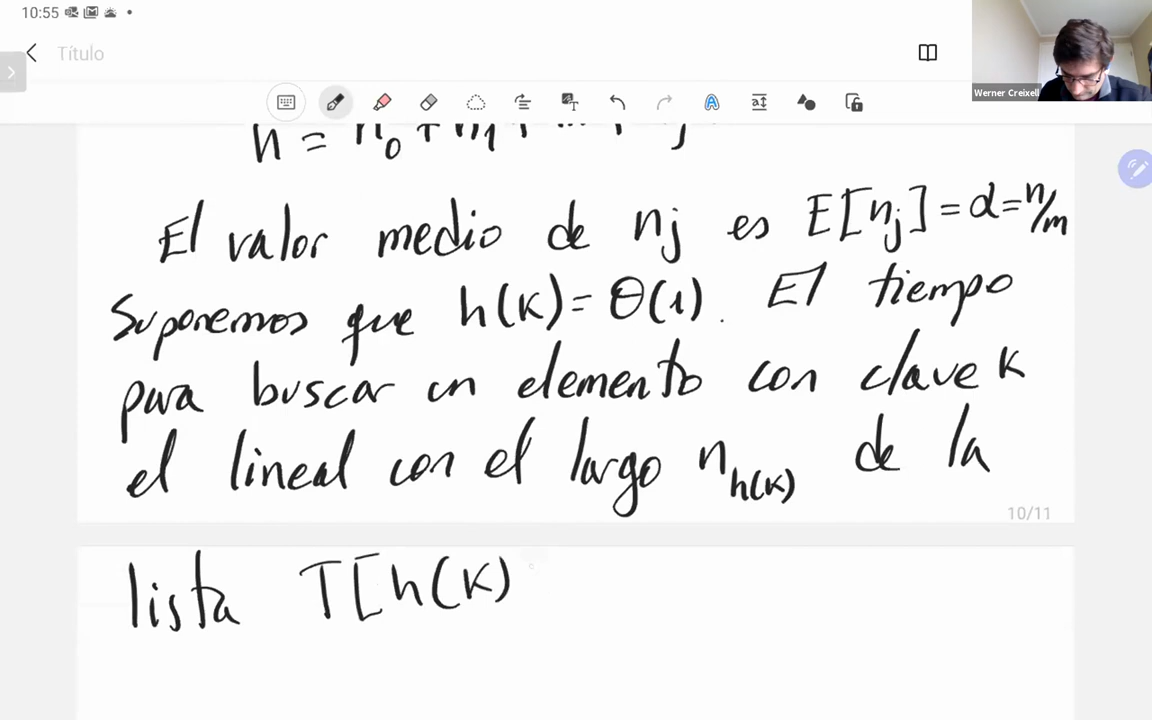 10:55
Título
Werner Creixell
El valor medio de nj es E[nj] = α = n/m
Suponemos que h(k) = Θ(1). El tiempo
para buscar un elemento con clave k
el lineal con el largo n_h(k) de la
10/11
lista T[h(k)